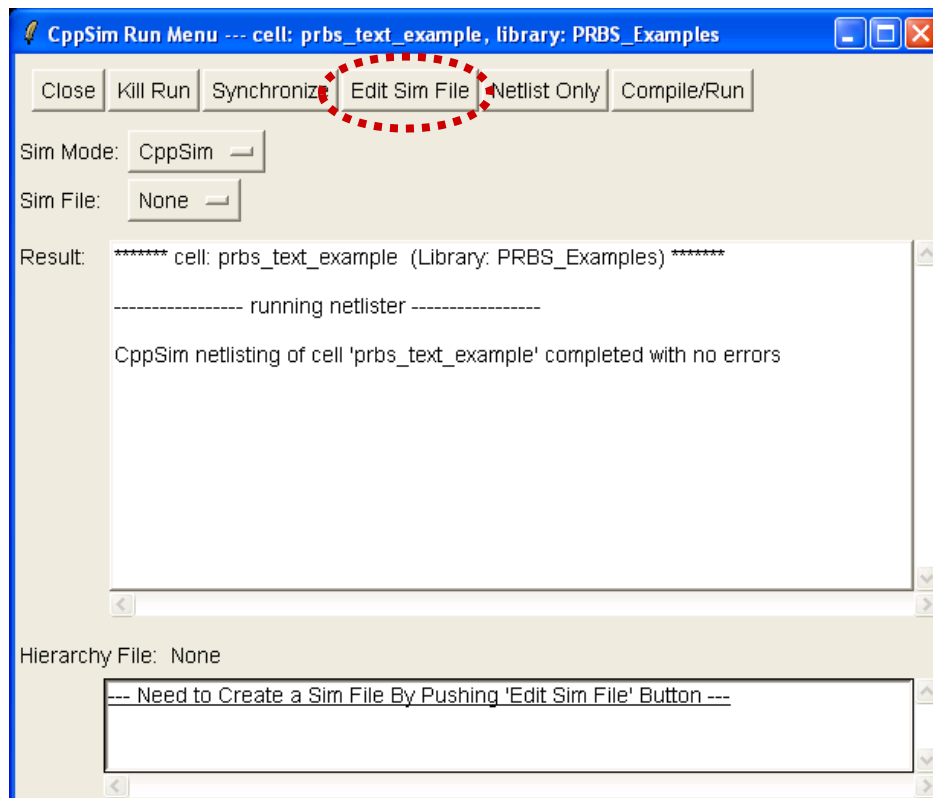 CppSim Run Menu --- cell: prbs_text_example, library: PRBS_Examples
Close Kill Run Synchronize Edit Sim File Netlist Only Compile/Run
Sim Mode: CppSim
Sim File: None
Result: ******* cell: prbs_text_example (Library: PRBS_Examples) *******
----------------- running netlister -----------------
CppSim netlisting of cell 'prbs_text_example' completed with no errors
Hierarchy File: None
--- Need to Create a Sim File By Pushing 'Edit Sim File' Button ---